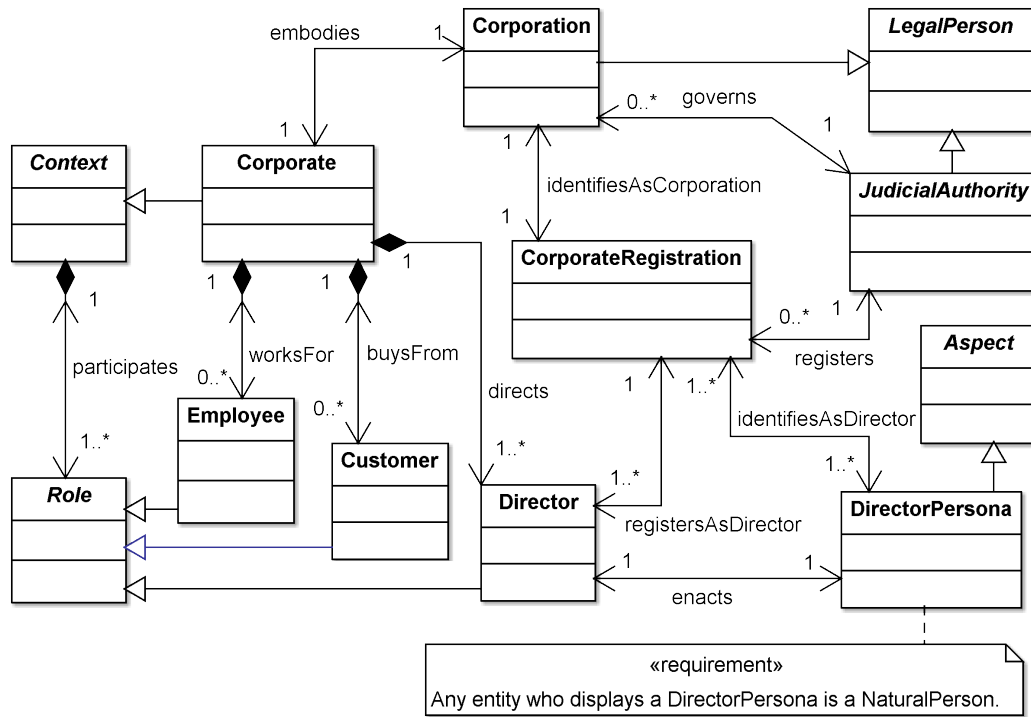 Corporation
LegalPerson
embodies
1
0..*
governs
1
1
1
Context
Corporate
identifiesAsCorporation
JudicialAuthority
1
CorporateRegistration
1
1
1
1
0..*
1
registers
participates
worksFor
buysFrom
directs
1
1..*
Aspect
0..*
0..*
identifiesAsDirector
Employee
Customer
1..*
1..*
1..*
1..*
Role
Director
DirectorPersona
registersAsDirector
1
1
enacts
«requirement»
Any entity who displays a DirectorPersona is a NaturalPerson.